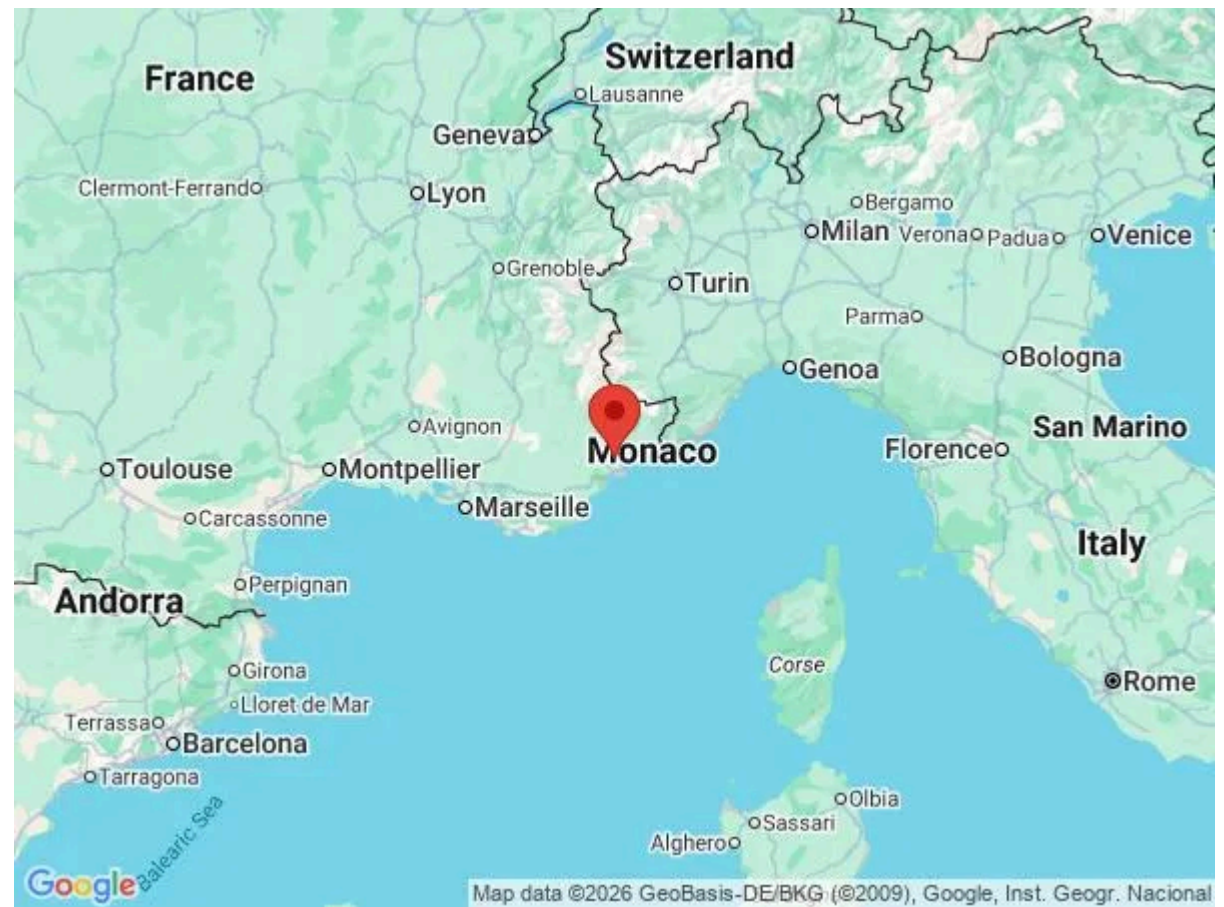 Switzerland
France
Lausanne
Geneva
Clermont-Ferrand
Lyon
Bergamo
Milan
Verona
Padua
Venice
Grenoble
Turin
Parma
Bologna
Genoa
Avignon
San Marino
Monaco
Florence
Toulouse
Montpellier
Marseille
Carcassonne
Italy
Perpignan
Andorra
Corse
Girona
Rome
Lloret de Mar
Terrassa
Barcelona
Tarragona
Olbia
Sassari
Alghero
Balearic Sea
Google
Map data ©2026 GeoBasis-DE/BKG (©2009), Google, Inst. Geogr. Nacional